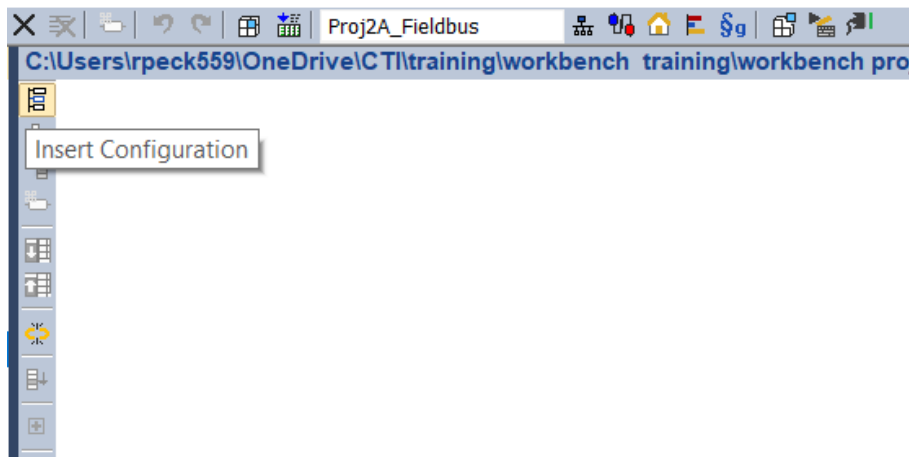 Proj2A_Fieldbus
§g
C:\Users\rpeck559\OneDrive\CTI\training\workbench  training\workbench pro
Insert Configuration